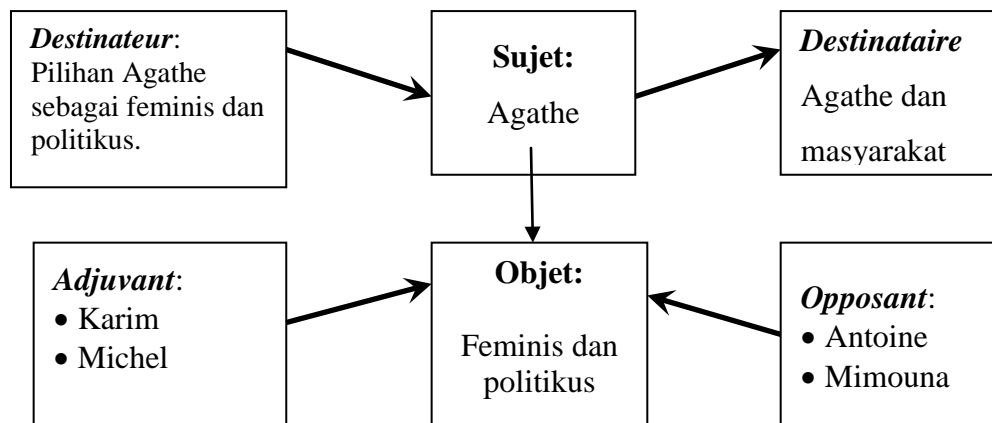 Destinateur:
Pilihan Agathe
sebagai feminis dan
politikus.
Sujet:
Agathe
Destinataire
Agathe dan
masyarakat
Adjuvant:
• Karim
• Michel
Objet:
Feminis dan
politikus
Opposant:
• Antoine
• Mimouna